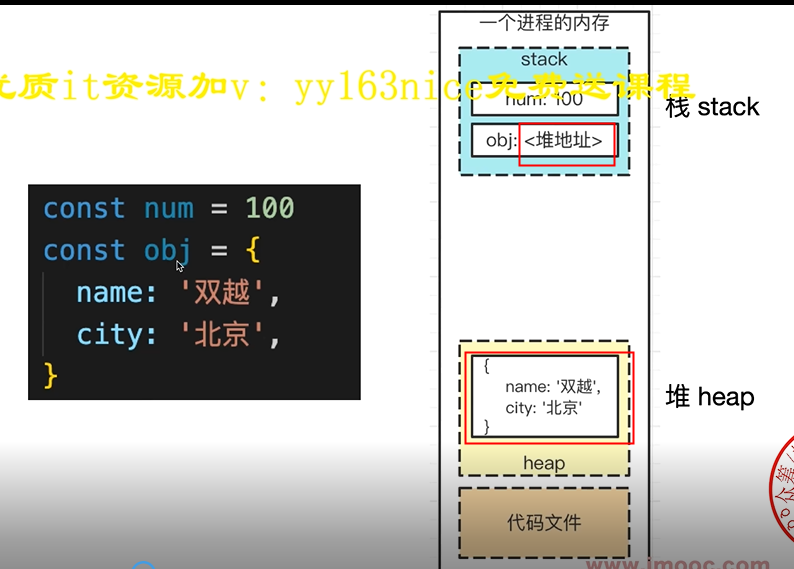 一个进程的内存
stack
优质it资源加v：yy163nice免费送课程
num: 100
栈 stack
obj: <堆地址>
const num = 100
const obj = {
name: '双越',
city: '北京',
}
{
name: '双越',
city: '北京'
}
堆 heap
heap
代码文件
www.imooc.com